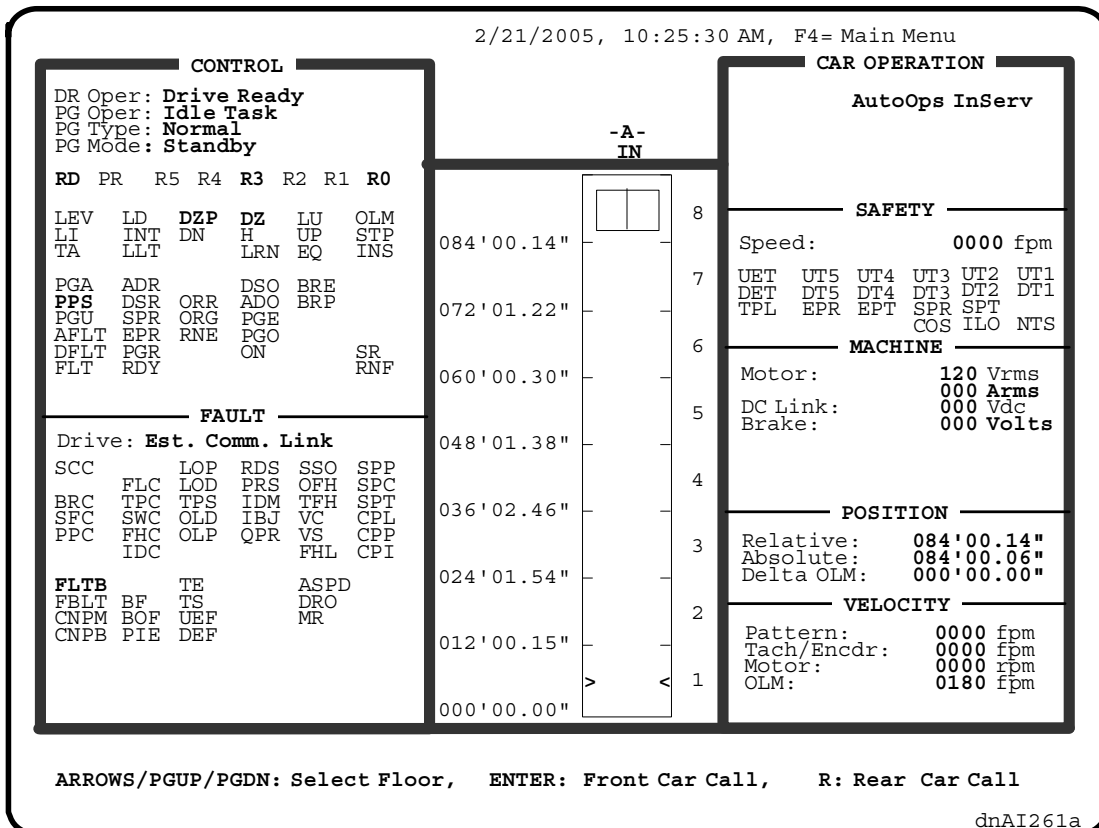 2/21/2005, 10:25:30 AM, F4= Main Menu
CONTROL
DR Oper: Drive Ready
PG Oper: Idle Task
PG Type: Normal
PG Mode: Standby
RD PR R5 R4 R3 R2 R1 R0
LEV LD DZP DZ LU OLM
LI INT DN H UP STP
TA LLT LRN EQ INS
PGA ADR DSO BRE
PPS DSR ORR ADO BRP
PGU SPR ORG PGE
AFLT EPR RNE PGO
DFLT PGR ON SR
FLT RDY RNF
FAULT
Drive: Est. Comm. Link
SCC LOP RDS SSO SPP
FLC LOD PRS OFH SPC
BRC TPC TPS IDM TFH SPT
SFC SWC OLD IBJ VC CPL
PPC FHC OLP QPR VS CPP
IDC FHL CPI
FLTB TE ASPD
FBLT BF TS DRO
CNPM BOF UEF MR
CNPB PIE DEF
-A-
IN
8
084'00.14"
7
072'01.22"
6
060'00.30"
5
048'01.38"
4
036'02.46"
3
024'01.54"
2
012'00.15"
> < 1
000'00.00"
CAR OPERATION
AutoOps InServ
SAFETY
Speed: 0000 fpm
UET UT5 UT4 UT3 UT2 UT1
DET DT5 DT4 DT3 DT2 DT1
TPL EPR EPT SPR SPT
COS ILO NTS
MACHINE
Motor: 120 Vrms
000 Arms
DC Link: 000 Vdc
Brake: 000 Volts
POSITION
Relative: 084'00.14"
Absolute: 084'00.06"
Delta OLM: 000'00.00"
VELOCITY
Pattern: 0000 fpm
Tach/Encdr: 0000 fpm
Motor: 0000 rpm
OLM: 0180 fpm
ARROWS/PGUP/PGDN: Select Floor, ENTER: Front Car Call, R: Rear Car Call
dnAI261a